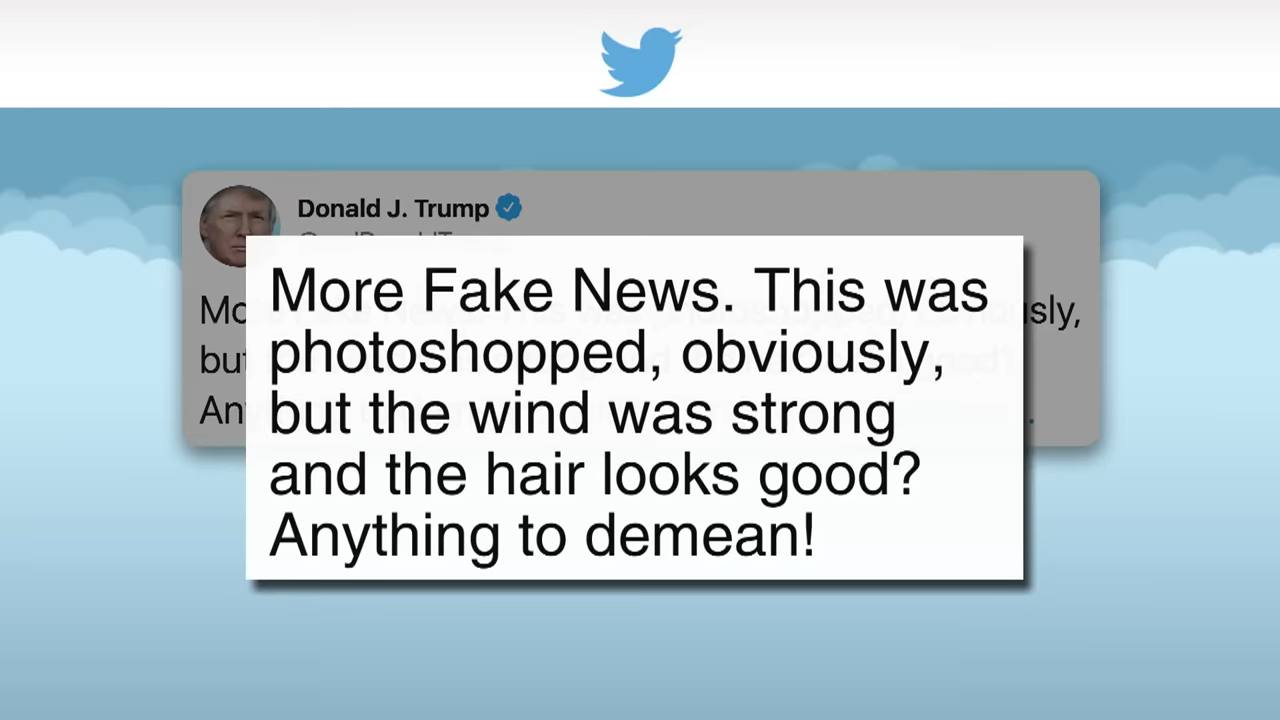 Donald J. Trump
More Fake News. This was
photoshopped, obviously,
but the wind was strong
and the hair looks good?
Anything to demean!